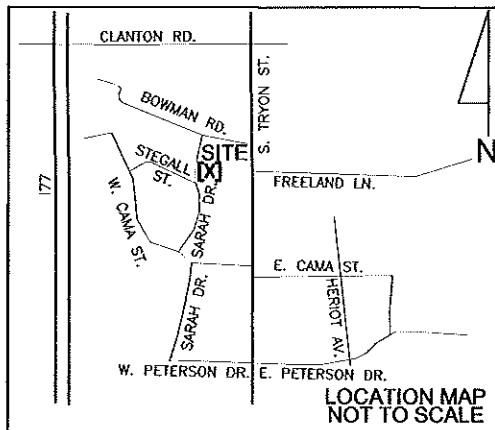 CLANTON RD.
BOWMAN RD.
S. TRYON ST.
STEGALL ST.
SITE
[X]
FREELAND LN.
N
177
W. CAMA ST.
SARAH DR.
E. CAMA ST.
SARAH DR.
HERIOT AV.
W. PETERSON DR.
E. PETERSON DR.
LOCATION MAP
NOT TO SCALE